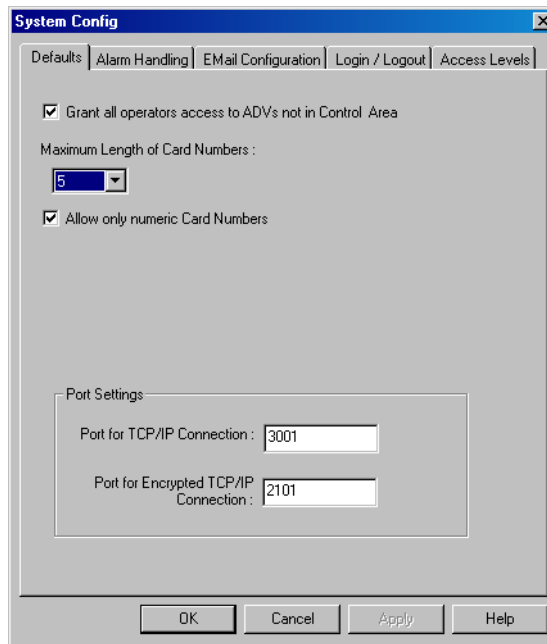 System Config
Defaults
Alarm Handling
EMail Configuration
Login / Logout
Access Levels
Grant all operators access to ADVs not in Control Area
Maximum Length of Card Numbers :
5
Allow only numeric Card Numbers
Port Settings
Port for TCP/IP Connection :
3001
Port for Encrypted TCP/IP
Connection :
2101
OK
Cancel
Apply
Help